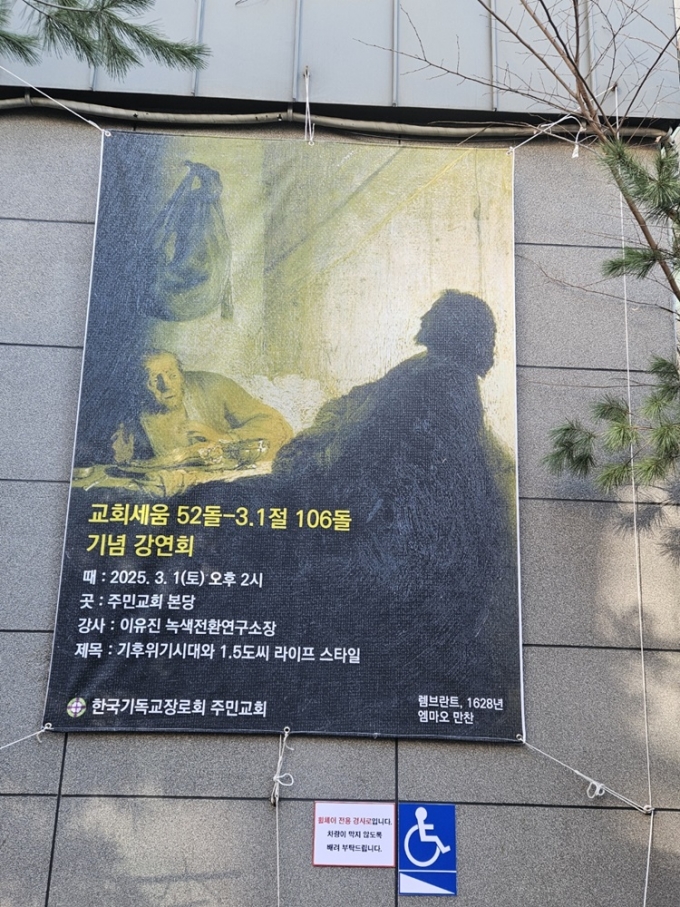 교회세움 52돌-3.1절 106돌
기념 강연회
때 : 2025. 3. 1(토) 오후 2시
곳 : 주민교회 본당
강사 : 이유진 녹색전환연구소장
제목 : 기후위기시대와 1.5도씨 라이프 스타일
한국기독교장로회 주민교회
렘브란트, 1628년
엠마오 만찬
휠체어 전용 경사로입니다.
차량이 막지 않도록
배려 부탁드립니다.